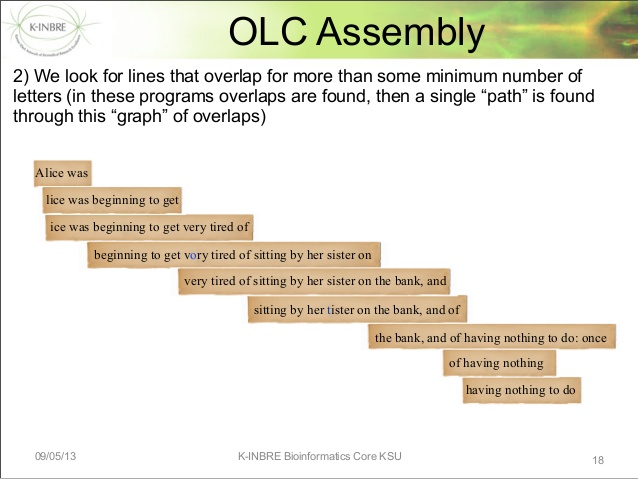 K-INBRE
OLC Assembly
2) We look for lines that overlap for more than some minimum number of
letters (in these programs overlaps are found, then a single “path” is found
through this “graph” of overlaps)
Alice was
lice was beginning to get
ice was beginning to get very tired of
beginning to get vory tired of sitting by her sister on
very tired of sitting by her sister on the bank, and
sitting by her tister on the bank, and of
the bank, and of having nothing to do: once
of having nothing
having nothing to do
09/05/13
K-INBRE Bioinformatics Core KSU
18